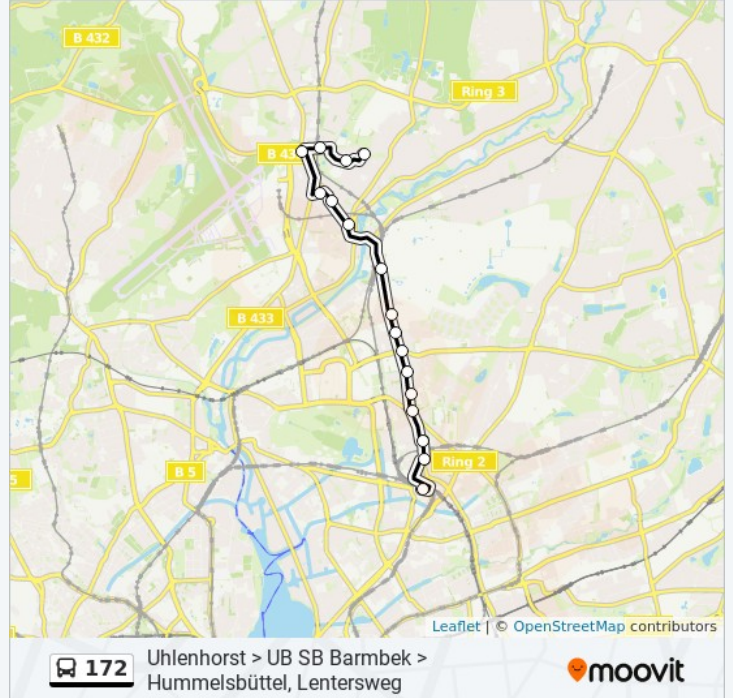 B 432
Ring 3
B 43
B 433
Ring 2
B 5
5
Leaflet | © OpenStreetMap contributors
172
Uhlenhorst > UB SB Barmbek >
Hummelsbüttel, Lentersweg
moovit